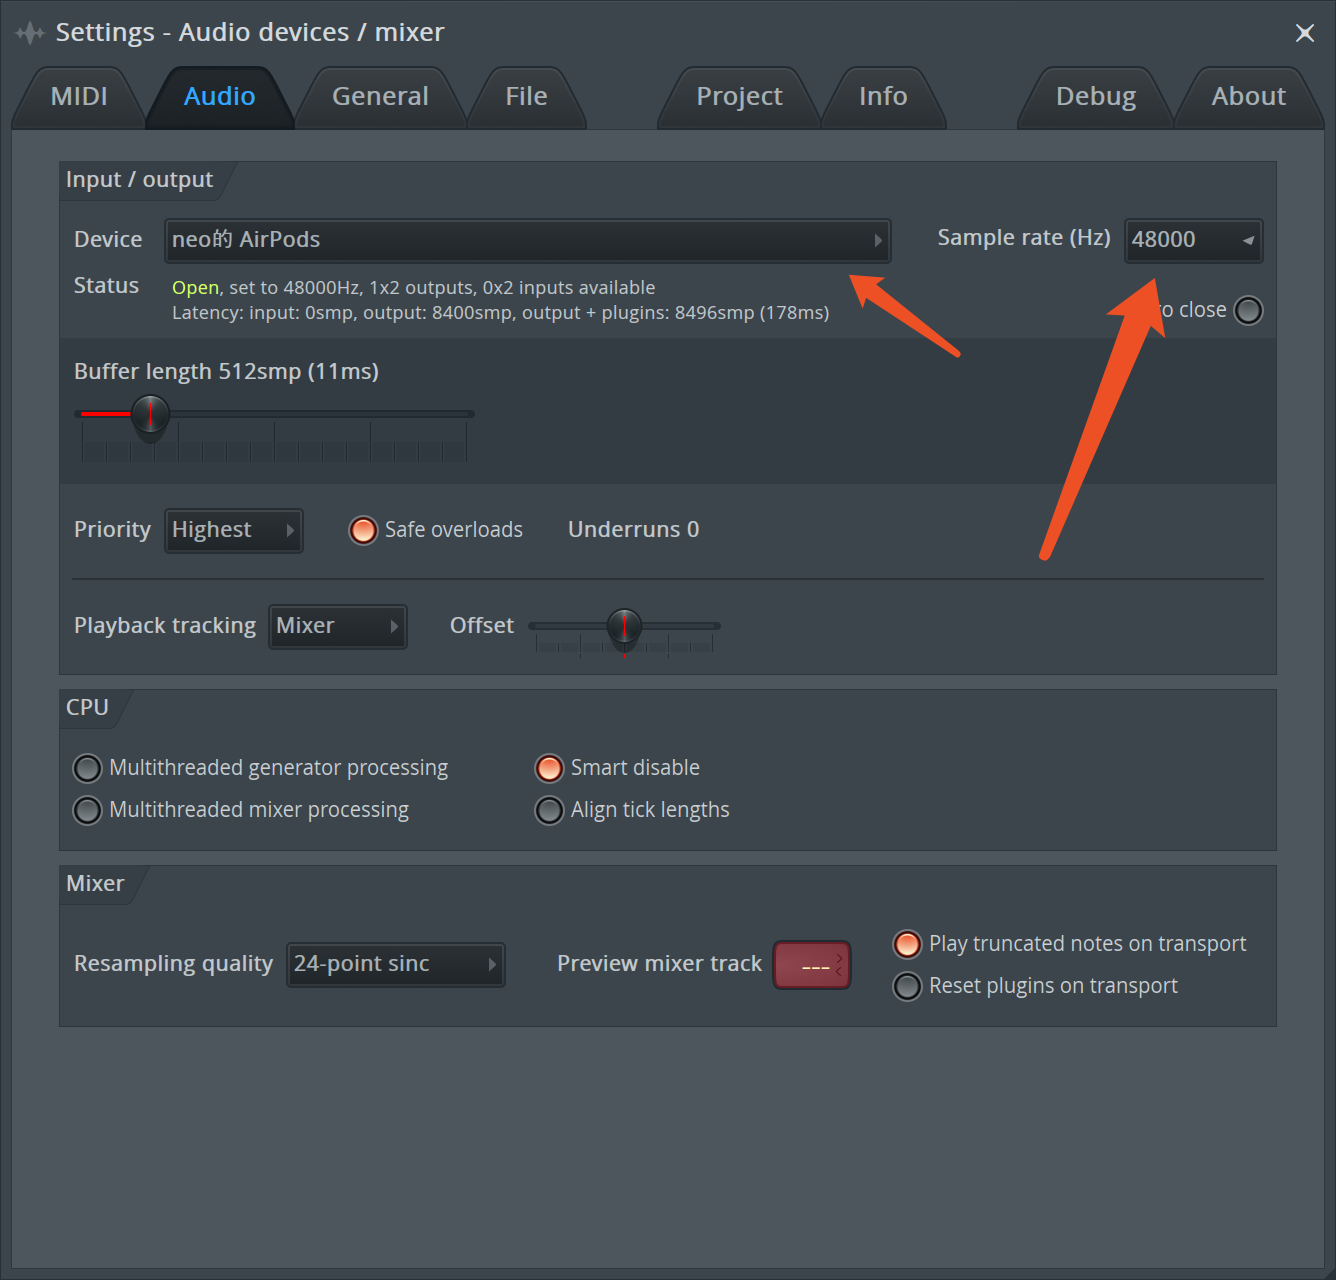 Settings - Audio devices / mixer
MIDI Audio General File Project Info Debug About
Input / output
Device neo的 AirPods Sample rate (Hz) 48000
Status Open, set to 48000Hz, 1x2 outputs, 0x2 inputs available
Latency: input: 0smp, output: 8400smp, output + plugins: 8496smp (178ms)
close
Buffer length 512smp (11ms)
Priority Highest Safe overloads Underruns 0
Playback tracking Mixer Offset
CPU
Multithreaded generator processing Smart disable
Multithreaded mixer processing Align tick lengths
Mixer
Resampling quality 24-point sinc Preview mixer track ---
Play truncated notes on transport
Reset plugins on transport